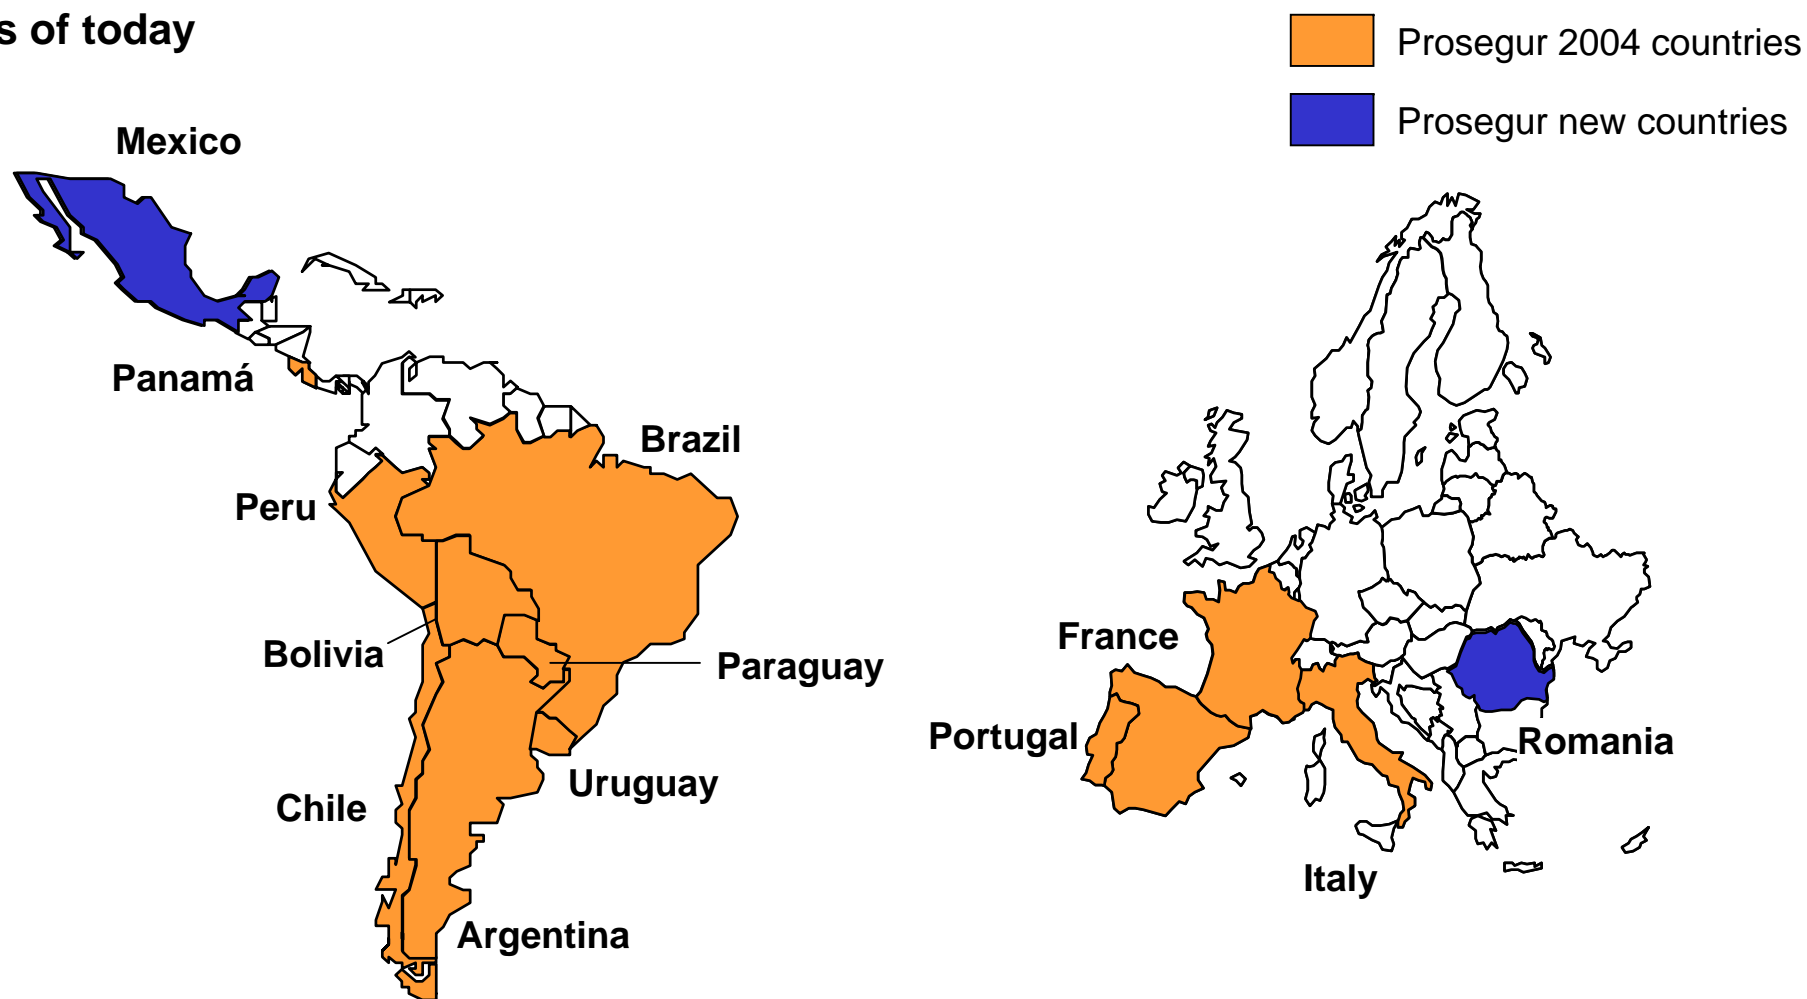 s of today
Prosegur 2004 countries
Prosegur new countries
Mexico
Panamá
Brazil
Peru
Bolivia
Paraguay
Uruguay
Chile
Argentina
France
Portugal
Romania
Italy